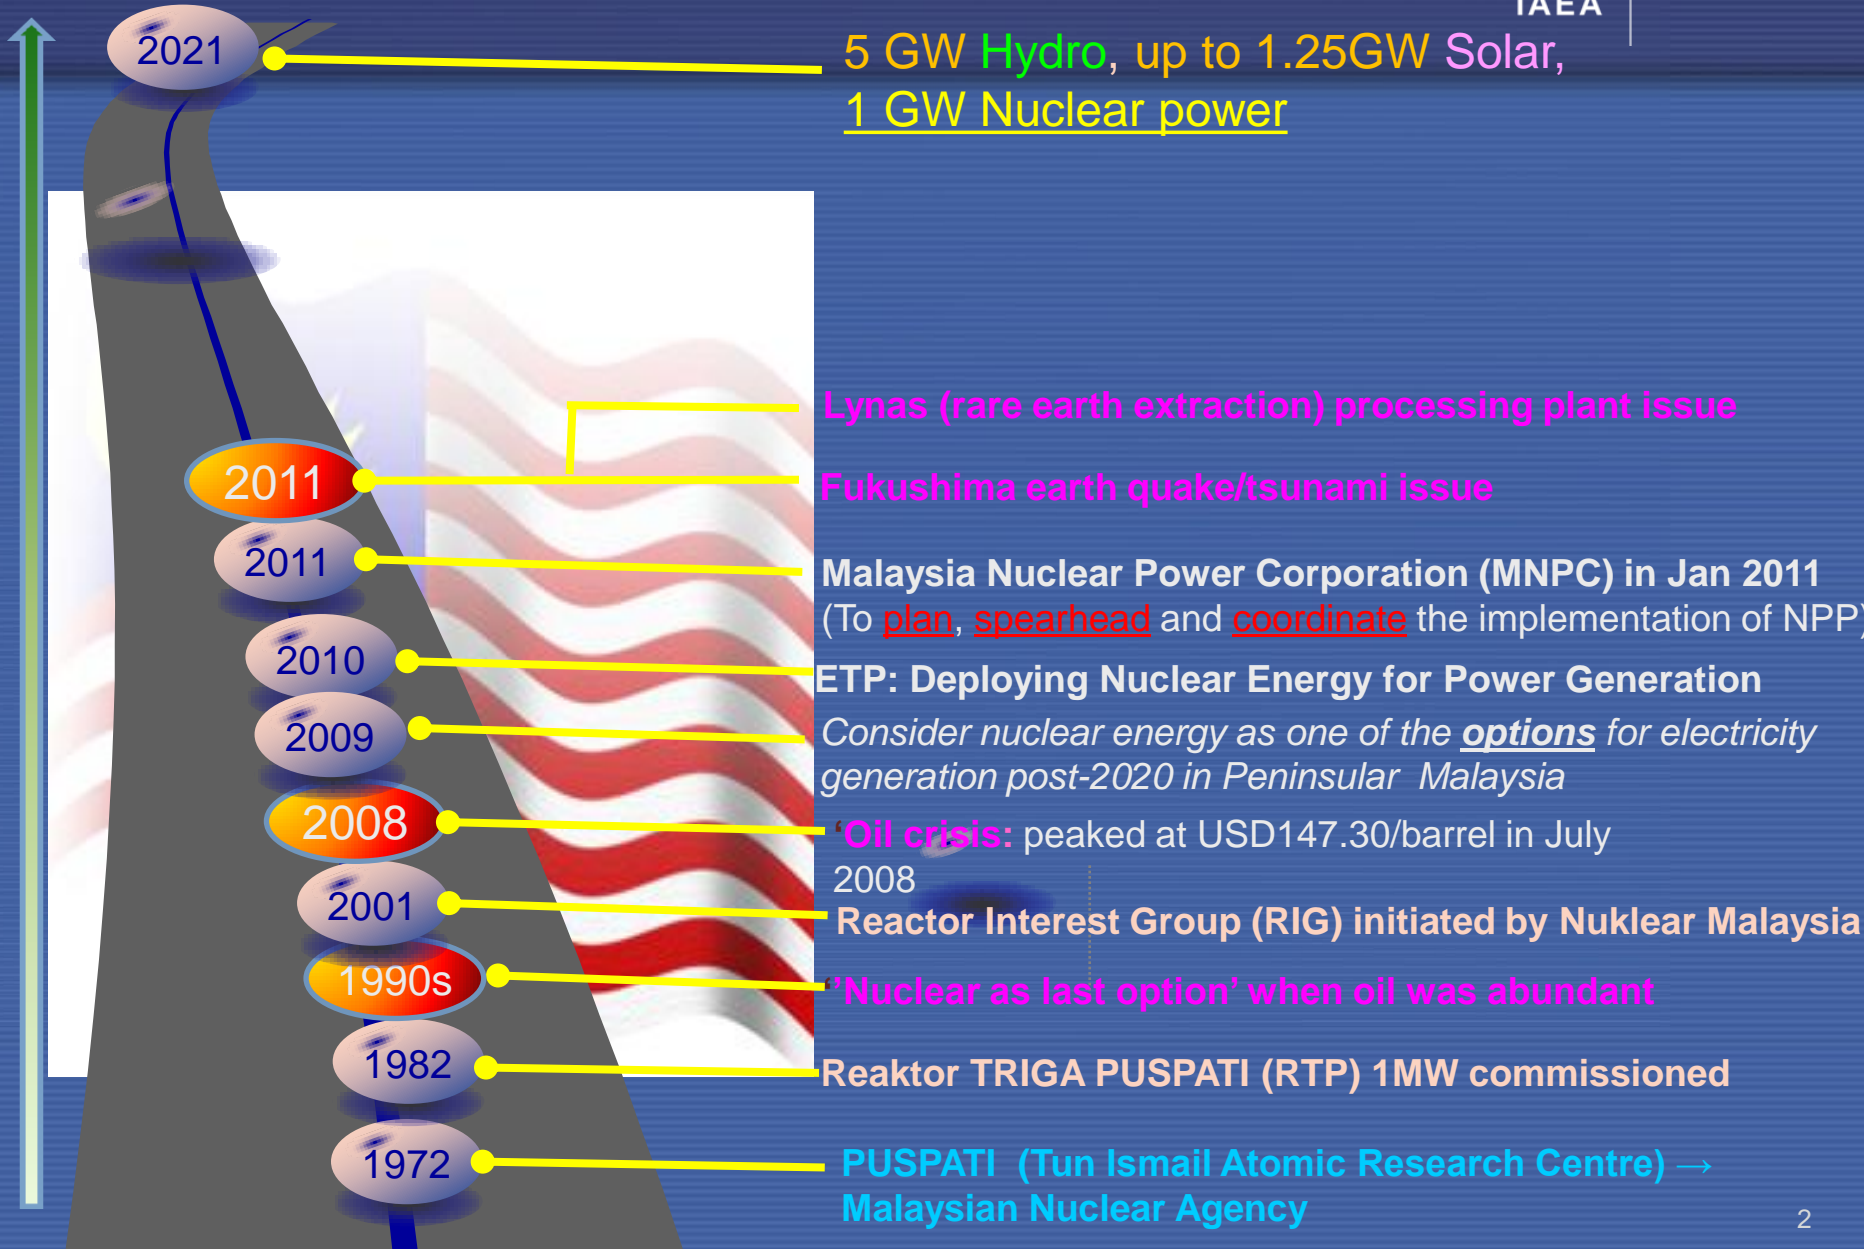 IAEA
2021
5 GW Hydro, up to 1.25GW Solar,
1 GW Nuclear power
Lynas (rare earth extraction) processing plant issue
2011
Fukushima earth quake/tsunami issue
2011
Malaysia Nuclear Power Corporation (MNPC) in Jan 2011
(To plan, spearhead and coordinate the implementation of NPP)
2010
ETP: Deploying Nuclear Energy for Power Generation
2009
Consider nuclear energy as one of the options for electricity
generation post-2020 in Peninsular Malaysia
2008
‘Oil crisis: peaked at USD147.30/barrel in July
2008
2001
Reactor Interest Group (RIG) initiated by Nuklear Malaysia
1990s
‘’Nuclear as last option’ when oil was abundant
1982
Reaktor TRIGA PUSPATI (RTP) 1MW commissioned
1972
PUSPATI (Tun Ismail Atomic Research Centre) →
Malaysian Nuclear Agency
2